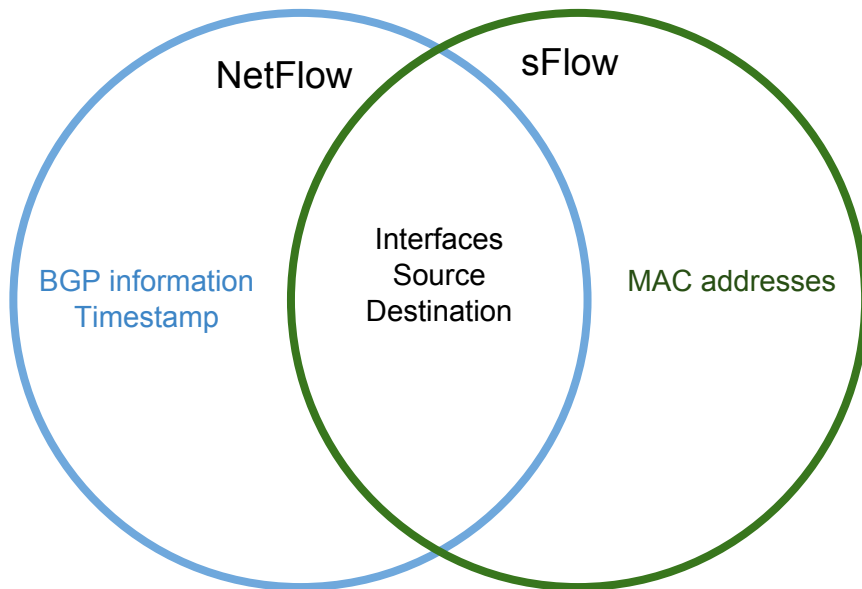 NetFlow
sFlow
BGP information
Timestamp
Interfaces
Source
Destination
MAC addresses